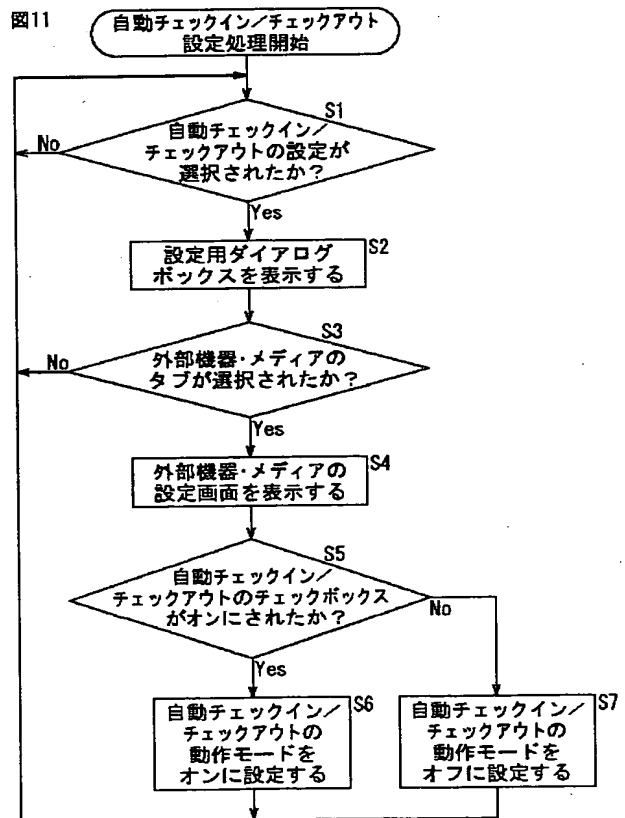 図11
自動チェックイン/チェックアウト
設定処理開始
S1
自動チェックイン/
チェックアウトの設定が
選択されたか?
No
Yes
設定用ダイアログ
ボックスを表示する
S2
S3
外部機器・メディアの
タブが選択されたか?
No
Yes
外部機器・メディアの
設定画面を表示する
S4
S5
自動チェックイン/
チェックアウトのチェックボックス
がオンにされたか?
No
Yes
自動チェックイン/
チェックアウトの
動作モードを
オンに設定する
S6
自動チェックイン/
チェックアウトの
動作モードを
オフに設定する
S7